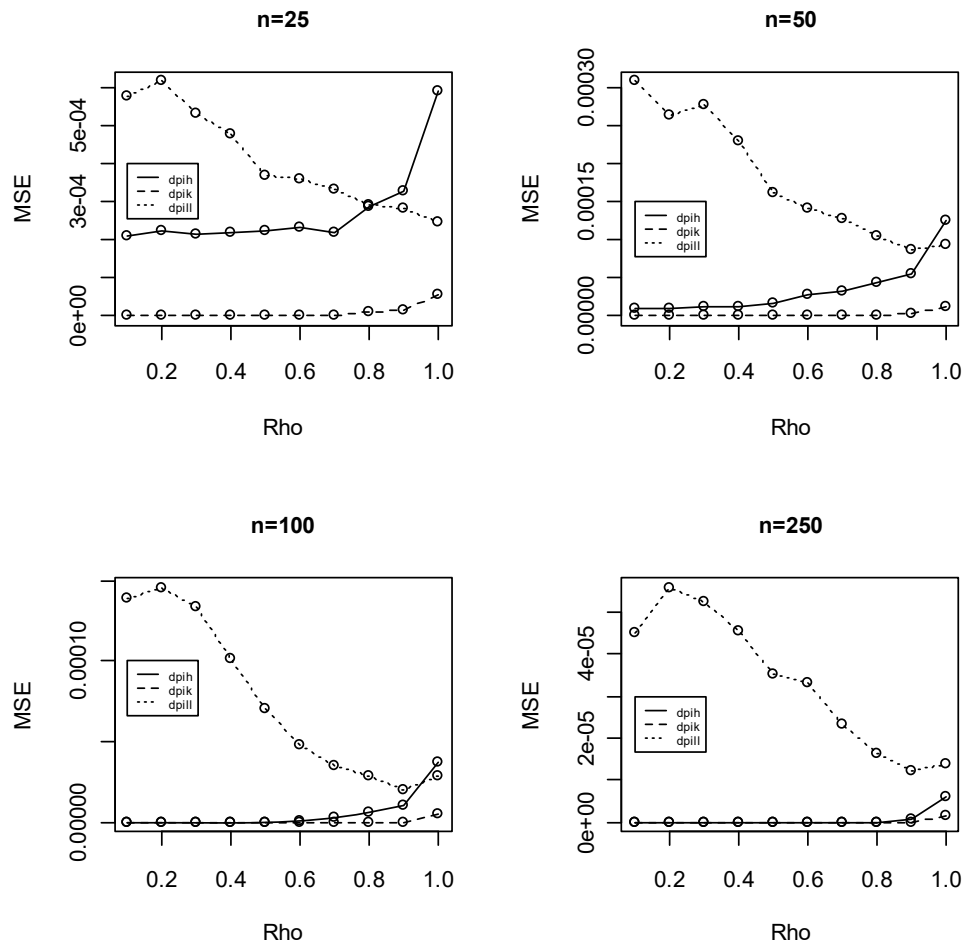 n=25
MSE
5e-04
3e-04
0e+00
dpih
dpik
dpill
0.2 0.4 0.6 0.8 1.0
Rho
n=50
MSE
0.00030
0.00015
0.00000
dpih
dpik
dpill
0.2 0.4 0.6 0.8 1.0
Rho
n=100
MSE
0.00010
0.00000
dpih
dpik
dpill
0.2 0.4 0.6 0.8 1.0
Rho
n=250
MSE
4e-05
2e-05
0e+00
dpih
dpik
dpill
0.2 0.4 0.6 0.8 1.0
Rho